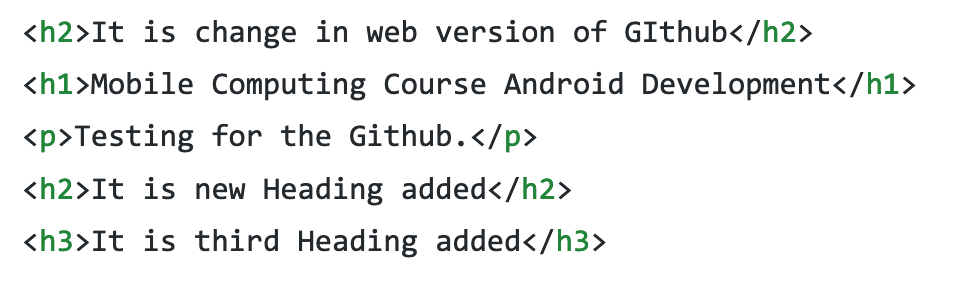 <h2>It is change in web version of GIthub</h2>
<h1>Mobile Computing Course Android Development</h1>
<p>Testing for the Github.</p>
<h2>It is new Heading added</h2>
<h3>It is third Heading added</h3>